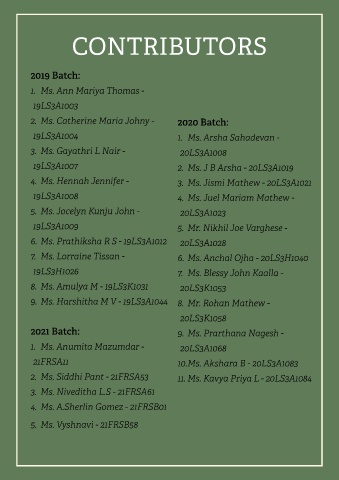 CONTRIBUTORS
2019 Batch:
1. Ms. Ann Mariya Thomas -
19LS3A1003
2. Ms. Catherine Maria Johny -
19LS3A1004
3. Ms. Gayathri L Nair -
19LS3A1007
4. Ms. Hennah Jennifer -
19LS3A1008
5. Ms. Jocelyn Kunju John -
19LS3A1009
6. Ms. Prathiksha R S - 19LS3A1012
7. Ms. Lorraine Tissan -
19LS3H1026
8. Ms. Amulya M - 19LS3K1031
9. Ms. Harshitha M V - 19LS3A1044
2021 Batch:
1. Ms. Anumita Mazumdar -
21FRSA11
2. Ms. Siddhi Pant - 21FRSA53
3. Ms. Niveditha L.S - 21FRSA61
4. Ms. A.Sherlin Gomez - 21FRSB01
5. Ms. Vyshnavi - 21FRSB58
2020 Batch:
1. Ms. Arsha Sahadevan -
20LS3A1008
2. Ms. J B Arsha - 20LS3A1019
3. Ms. Jismi Mathew - 20LS3A1021
4. Ms. Juel Mariam Mathew -
20LS3A1023
5. Mr. Nikhil Joe Varghese -
20LS3A1028
6. Ms. Anchal Ojha - 20LS3H1040
7. Ms. Blessy John Kaolla -
20LS3K1053
8. Mr. Rohan Mathew -
20LS3K1058
9. Ms. Prarthana Nagesh -
20LS3A1068
10.Ms. Akshara B - 20LS3A1083
11. Ms. Kavya Priya L - 20LS3A1084